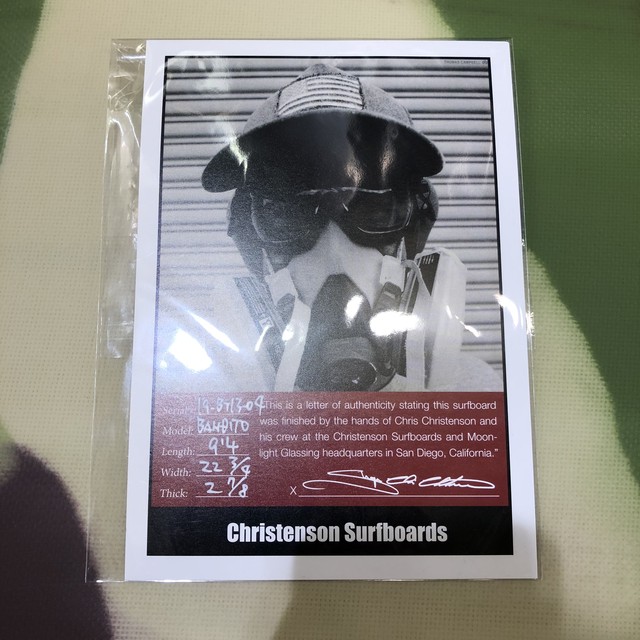 THOMAS CAMPBELL
Serial:
Model: BANDITO
Length: 9'4
Width: 22 3/4
Thick: 2 7/8
"This is a letter of authenticity stating this surfboard
was finished by the hands of Chris Christenson and
his crew at the Christenson Surfboards and Moon-
light Glassing headquarters in San Diego, California."
X
Christenson Surfboards